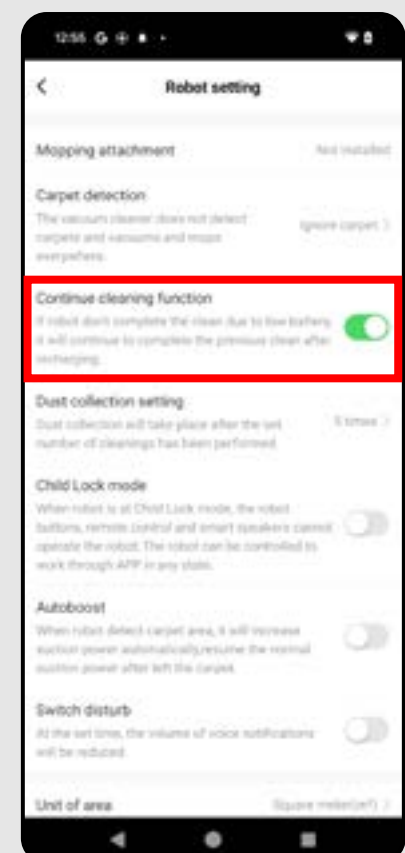 12:55 G
Robot setting
Mopping attachment Not installed
Carpet detection
The vacuum cleaner does not detect
carpets and vacuums and mops
everywhere.
Ignore carpet >
Continue cleaning function
If robot don't complete the clean due to low battery,
it will continue to complete the previous clean after
recharging.
Dust collection setting
Dust collection will take place after the set
number of cleanings has been performed
5 times >
Child Lock mode
When robot is at Child Lock mode, the robot
buttons, remote control and smart speakers cannot
operate the robot. The robot can be controlled to
work through APP in any state.
Autoboost
When robot detect carpet area, it will increase
suction power automatically,resume the normal
suction power after left the carpet.
Switch disturb
At the set time, the volume of voice notifications
will be reduced.
Unit of area Square meter(m²) >